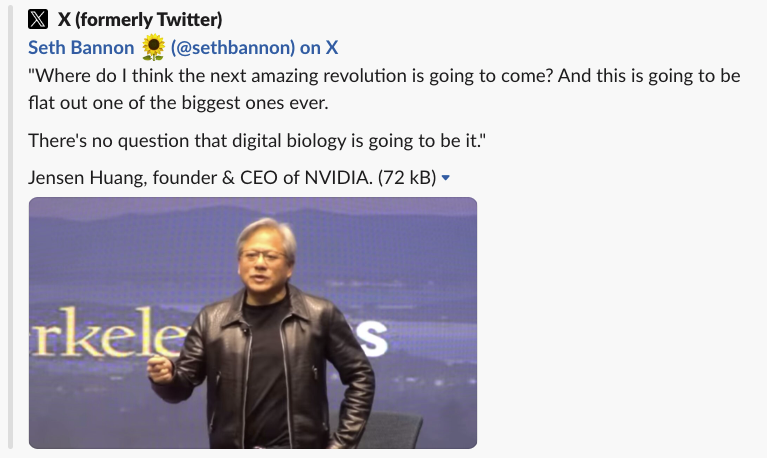 X (formerly Twitter)
Seth Bannon 🌻 (@sethbannon) on X
"Where do I think the next amazing revolution is going to come? And this is going to be
flat out one of the biggest ones ever.
There's no question that digital biology is going to be it."
Jensen Huang, founder & CEO of NVIDIA. (72 kB)
rkele
s